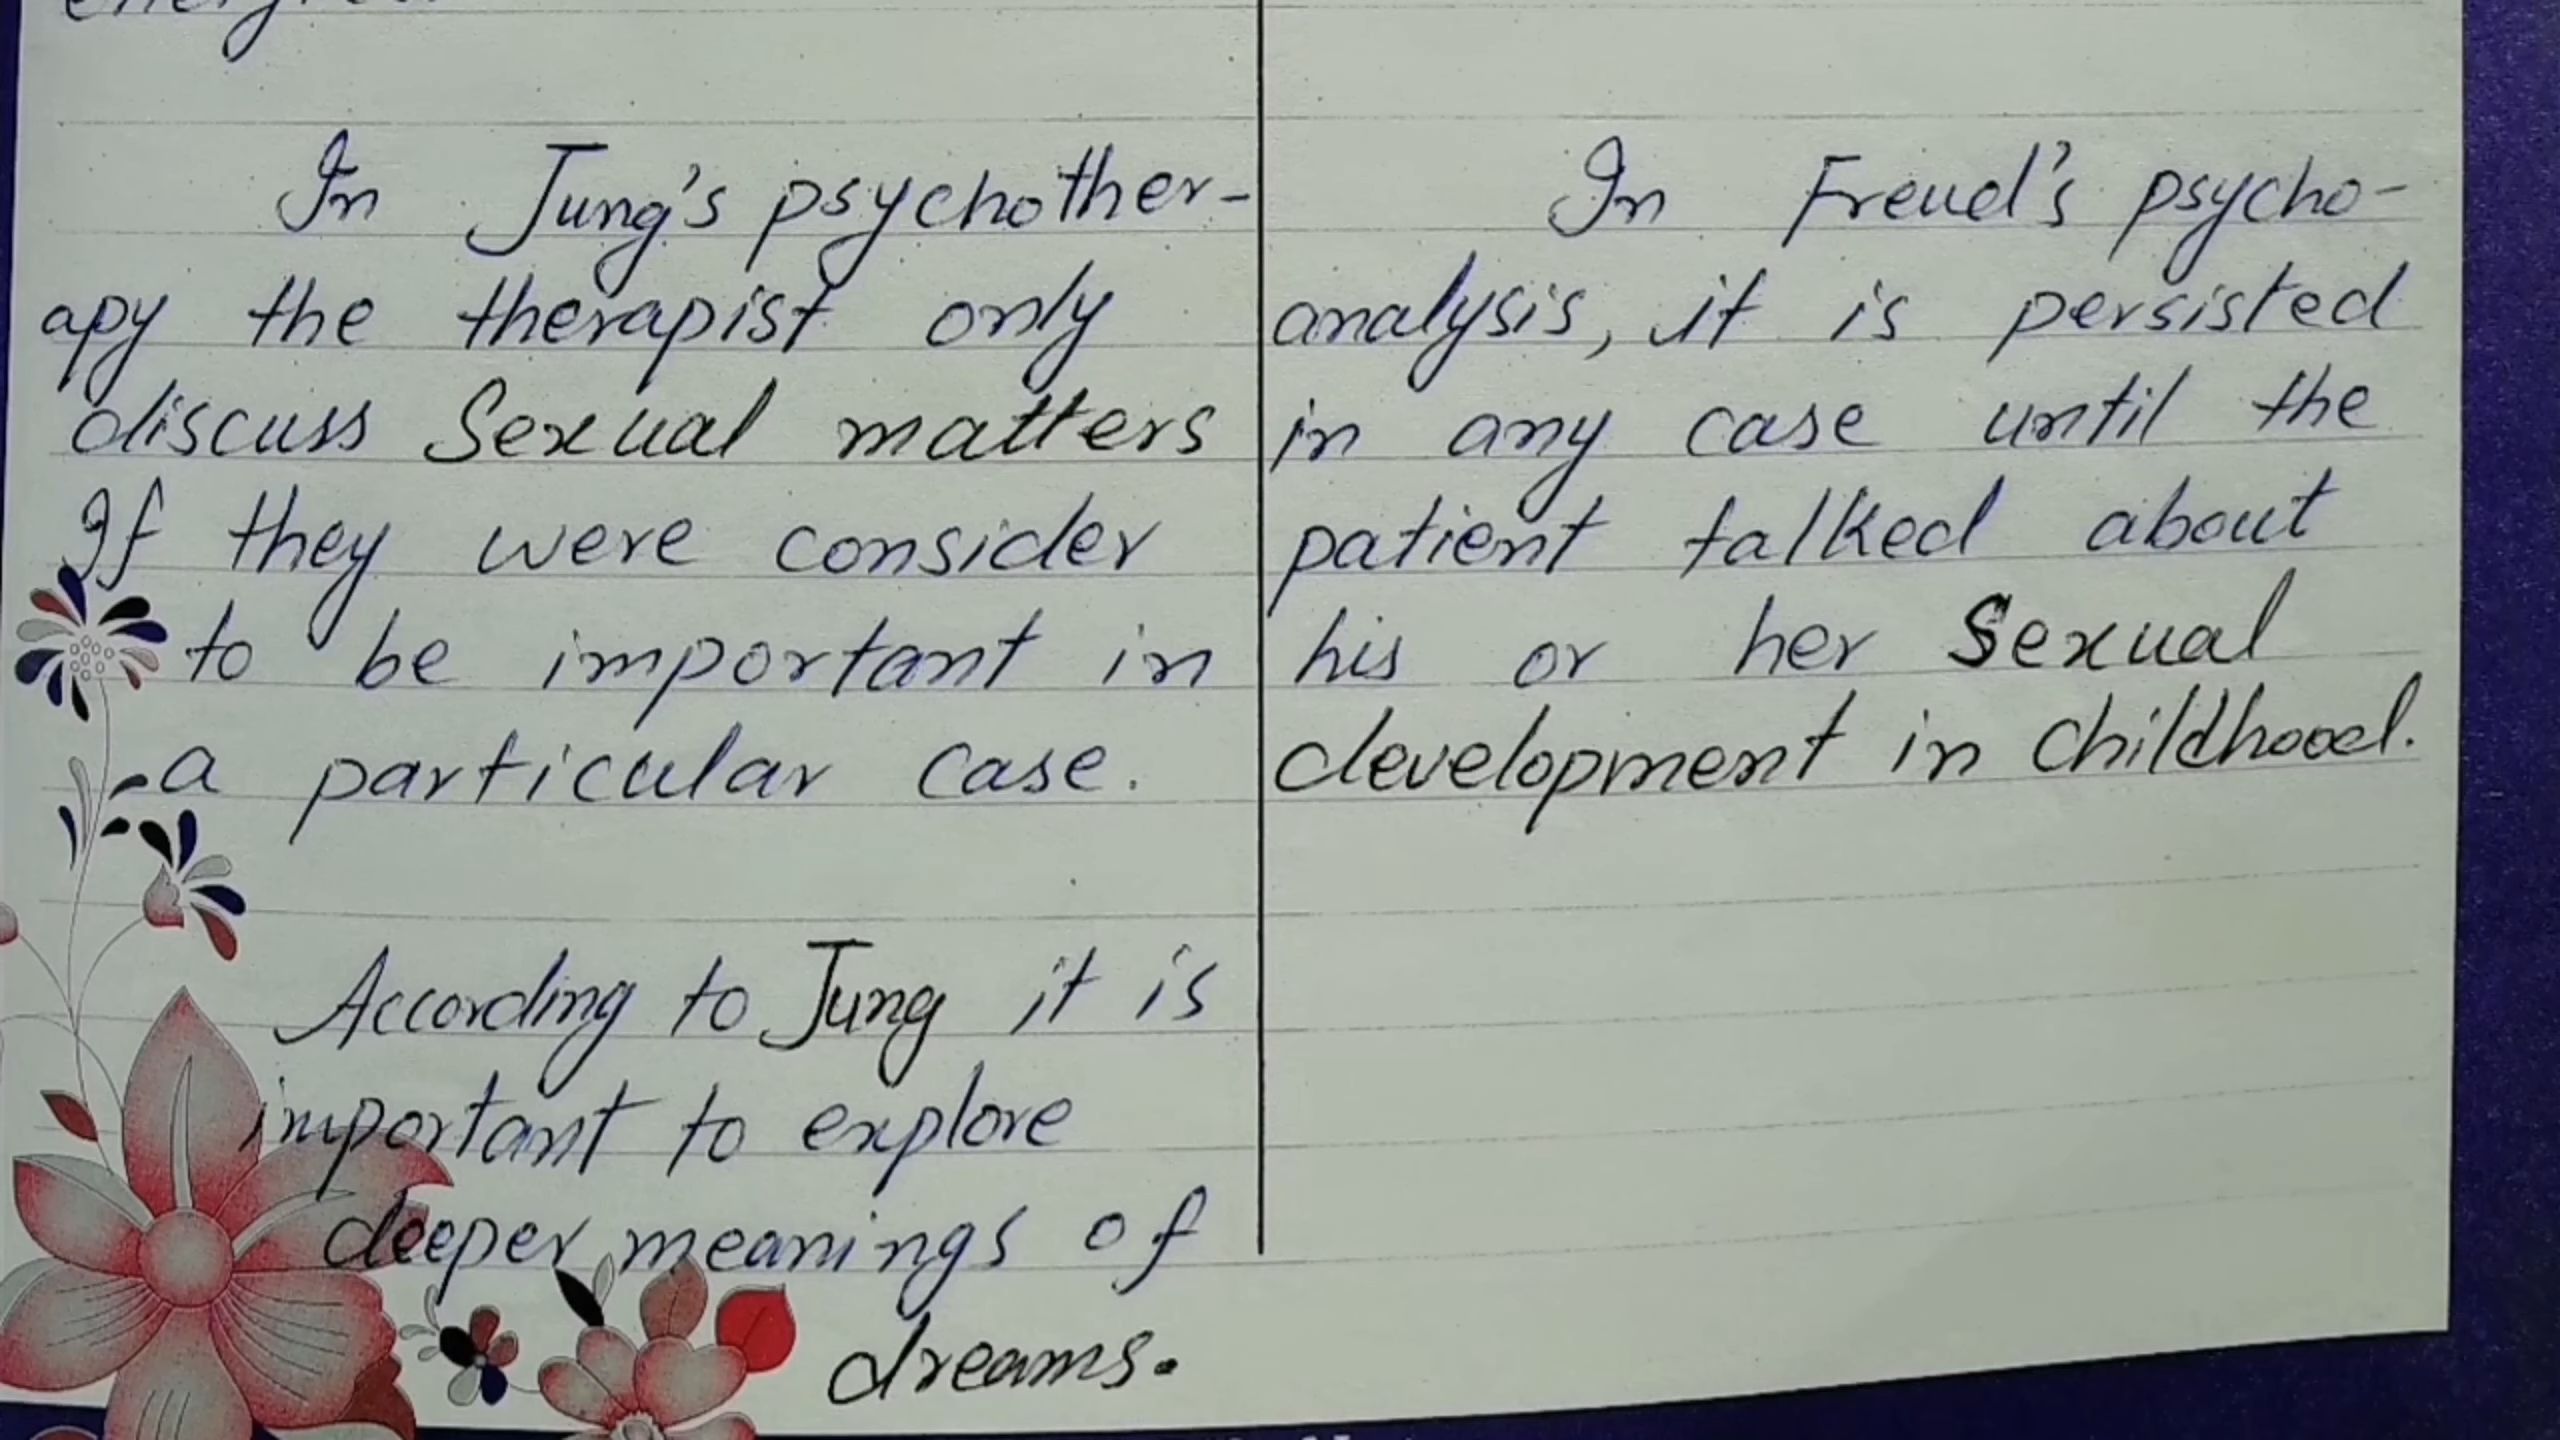 In Jung's psychother-
apy the therapist only
discuss Sexual matters
If they were consider
to be important in
a particular case.
According to Jung it is
important to explore
deeper meanings of
dreams.
In Freud's psycho-
analysis, it is persisted
in any case until the
patient talked about
his or her Sexual
development in Childhood.